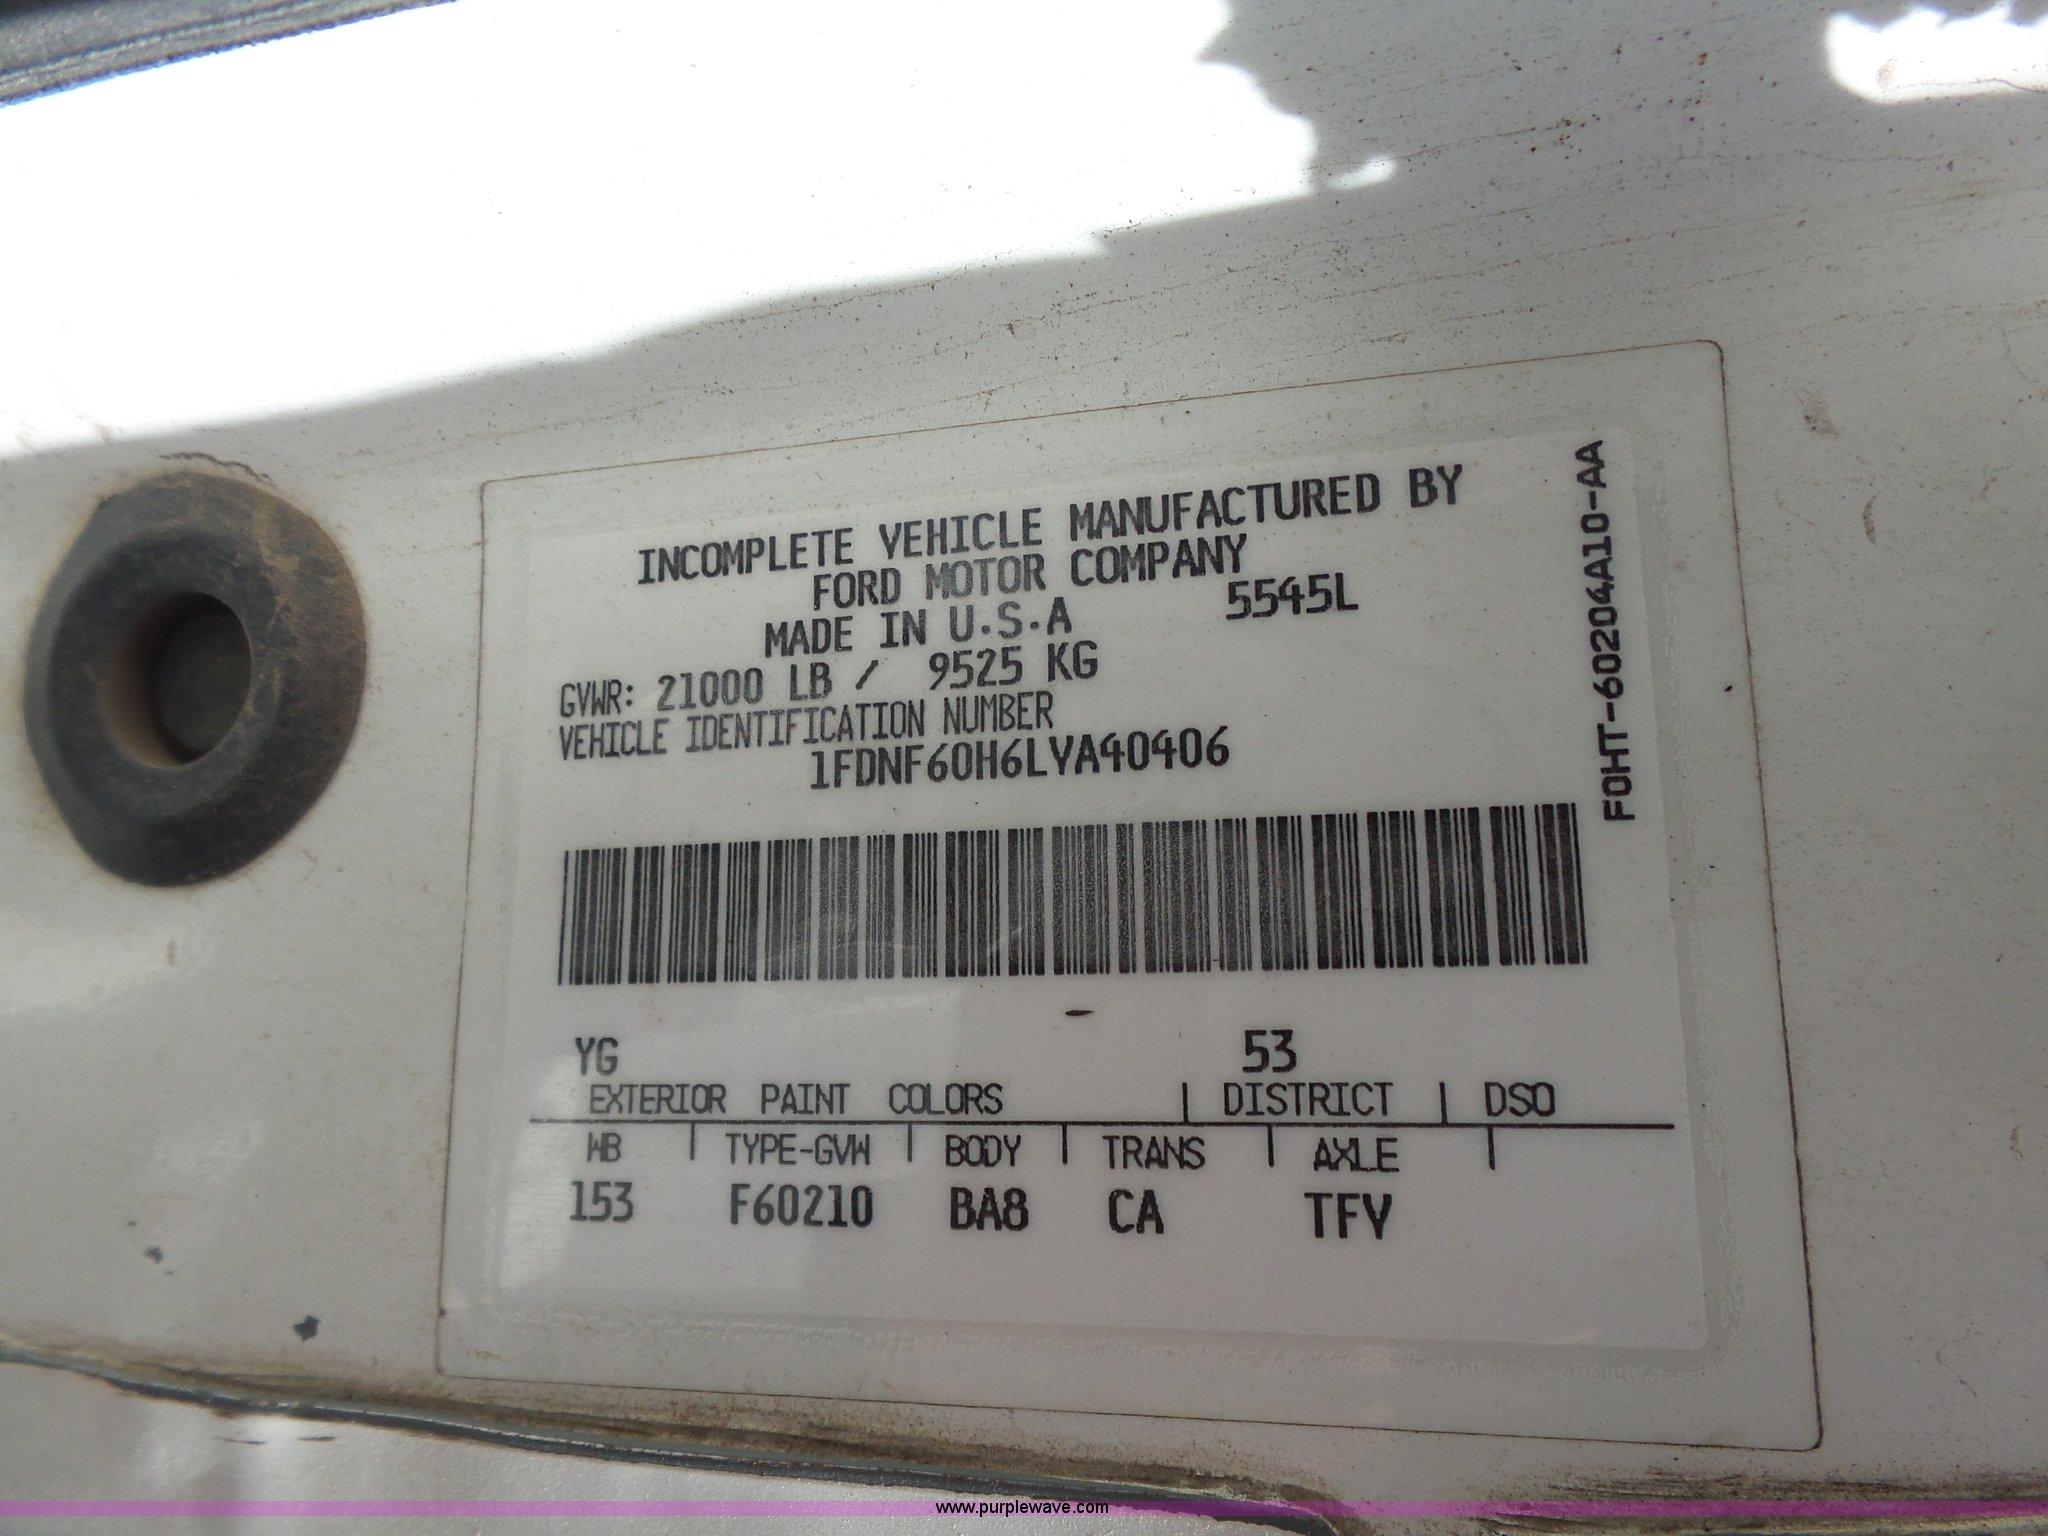 INCOMPLETE VEHICLE MANUFACTURED BY
FORD MOTOR COMPANY
MADE IN U.S.A 5545L
GVWR: 21000 LB / 9525 KG
VEHICLE IDENTIFICATION NUMBER
1FDNF60H6LVA40406
F0HT-60204A10-AA
YG 53
EXTERIOR PAINT COLORS | DISTRICT | DSO
WB | TYPE-GVW | BODY | TRANS | AXLE |
153 F60210 BA8 CA TFV
www.purplewave.com